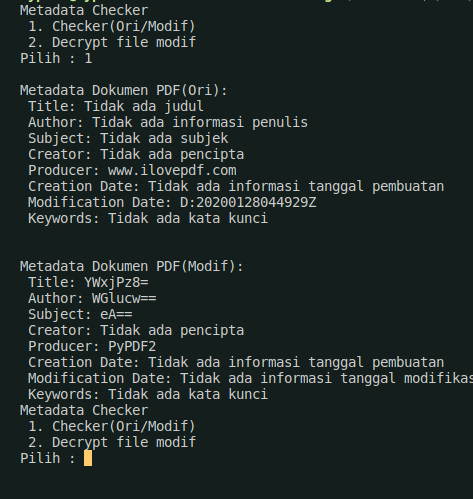 Metadata Checker
1. Checker(Ori/Modif)
2. Decrypt file modif
Pilih : 1
Metadata Dokumen PDF(Ori):
Title: Tidak ada judul
Author: Tidak ada informasi penulis
Subject: Tidak ada subjek
Creator: Tidak ada pencipta
Producer: www.ilovepdf.com
Creation Date: Tidak ada informasi tanggal pembuatan
Modification Date: D:20200128044929Z
Keywords: Tidak ada kata kunci
Metadata Dokumen PDF(Modif):
Title: YWxjPz8=
Author: WGlucw==
Subject: eA==
Creator: Tidak ada pencipta
Producer: PyPDF2
Creation Date: Tidak ada informasi tanggal pembuatan
Modification Date: Tidak ada informasi tanggal modifikas
Keywords: Tidak ada kata kunci
Metadata Checker
1. Checker(Ori/Modif)
2. Decrypt file modif
Pilih :